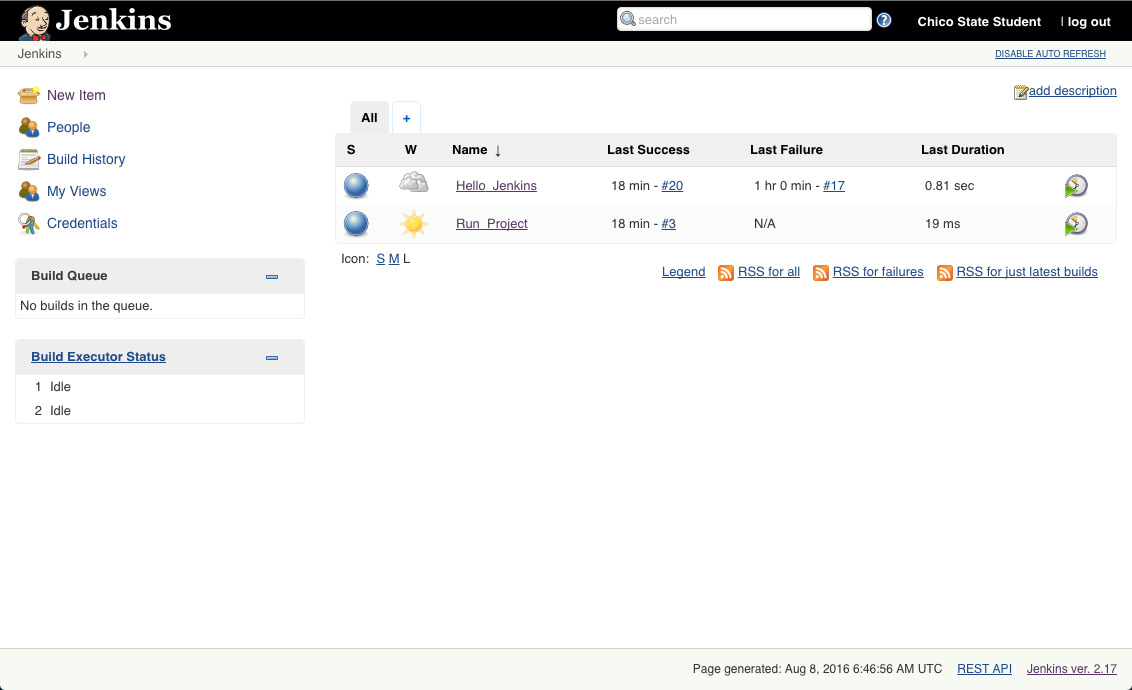 Jenkins
search
Chico State Student | log out
Jenkins
DISABLE AUTO REFRESH
New Item
People
Build History
My Views
Credentials
Build Queue
No builds in the queue.
Build Executor Status
1 Idle
2 Idle
add description
All +
S W Name ↓ Last Success Last Failure Last Duration
Hello_Jenkins 18 min - #20 1 hr 0 min - #17 0.81 sec
Run_Project 18 min - #3 N/A 19 ms
Icon: S M L
Legend RSS for all RSS for failures RSS for just latest builds
Page generated: Aug 8, 2016 6:46:56 AM UTC REST API Jenkins ver. 2.17